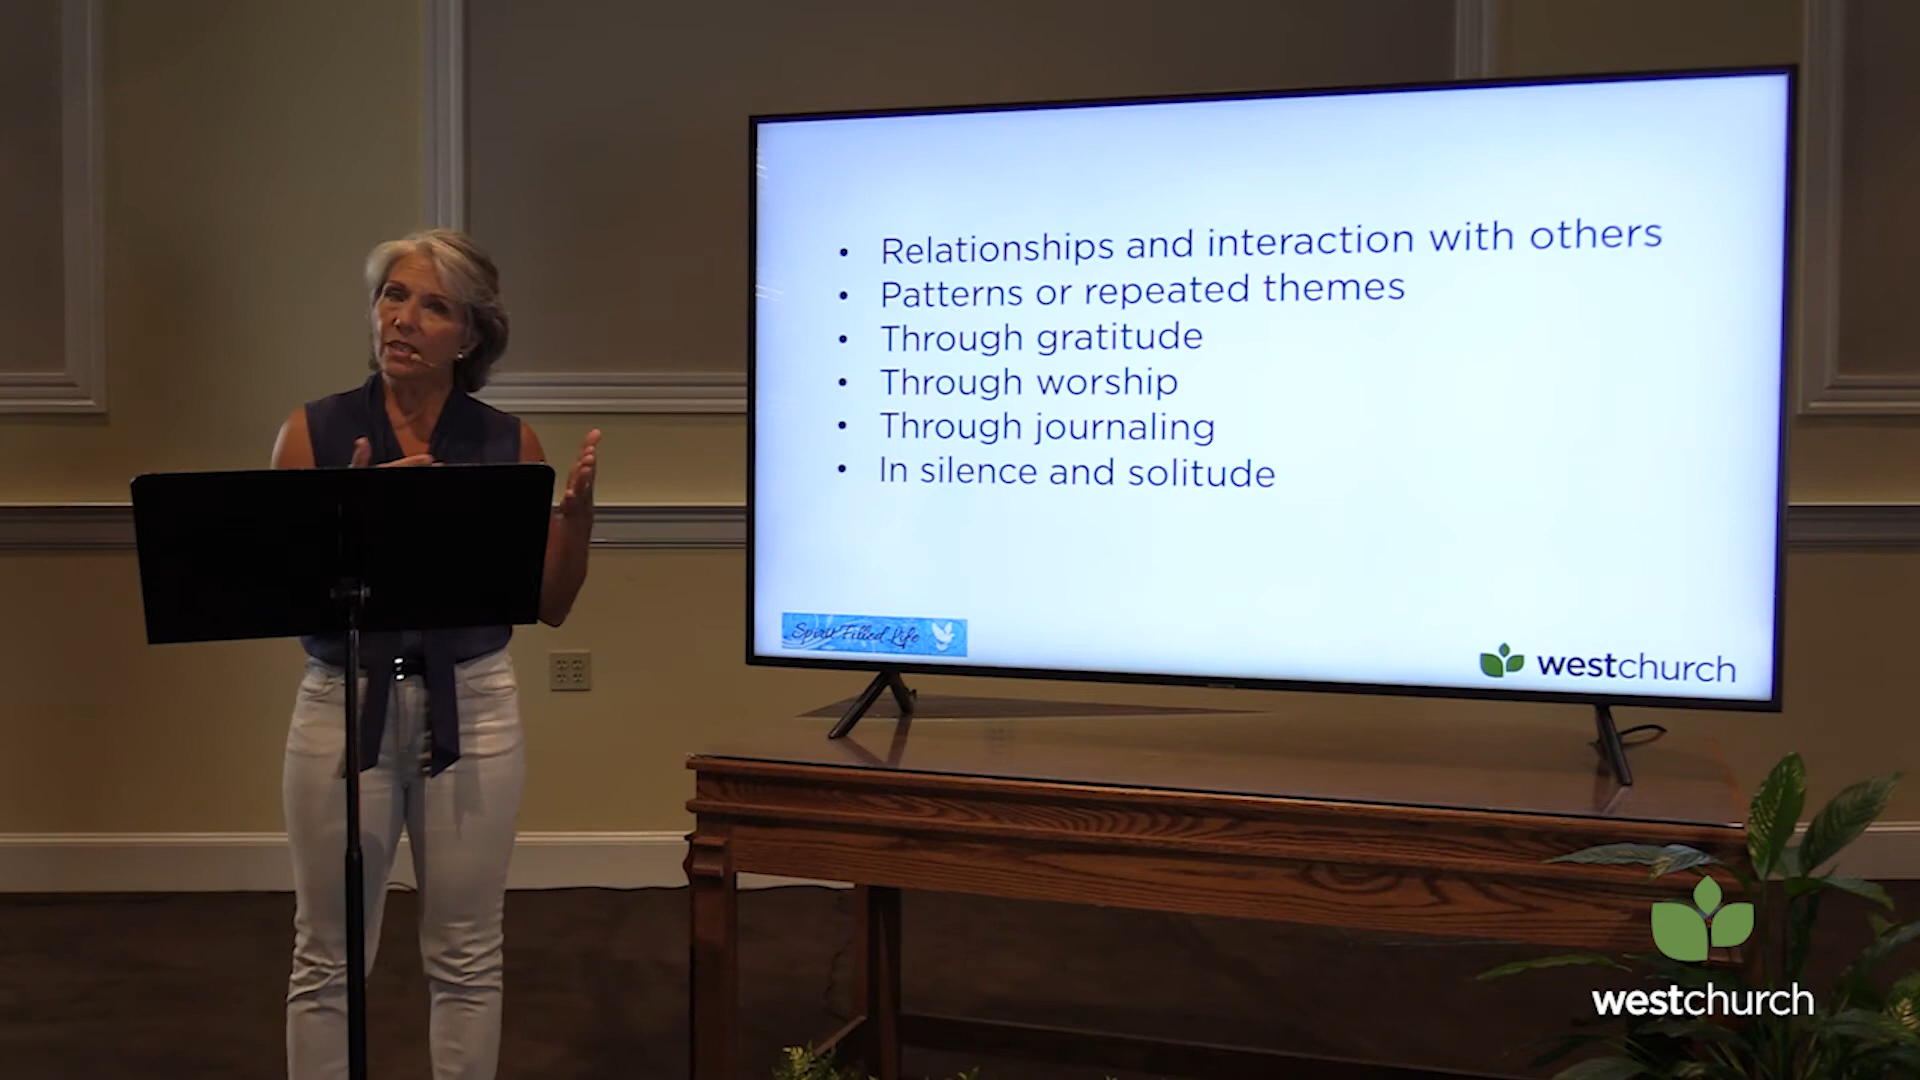 • Relationships and interaction with others
• Patterns or repeated themes
• Through gratitude
• Through worship
• Through journaling
• In silence and solitude
Spirit Filled Life
westchurch
westchurch